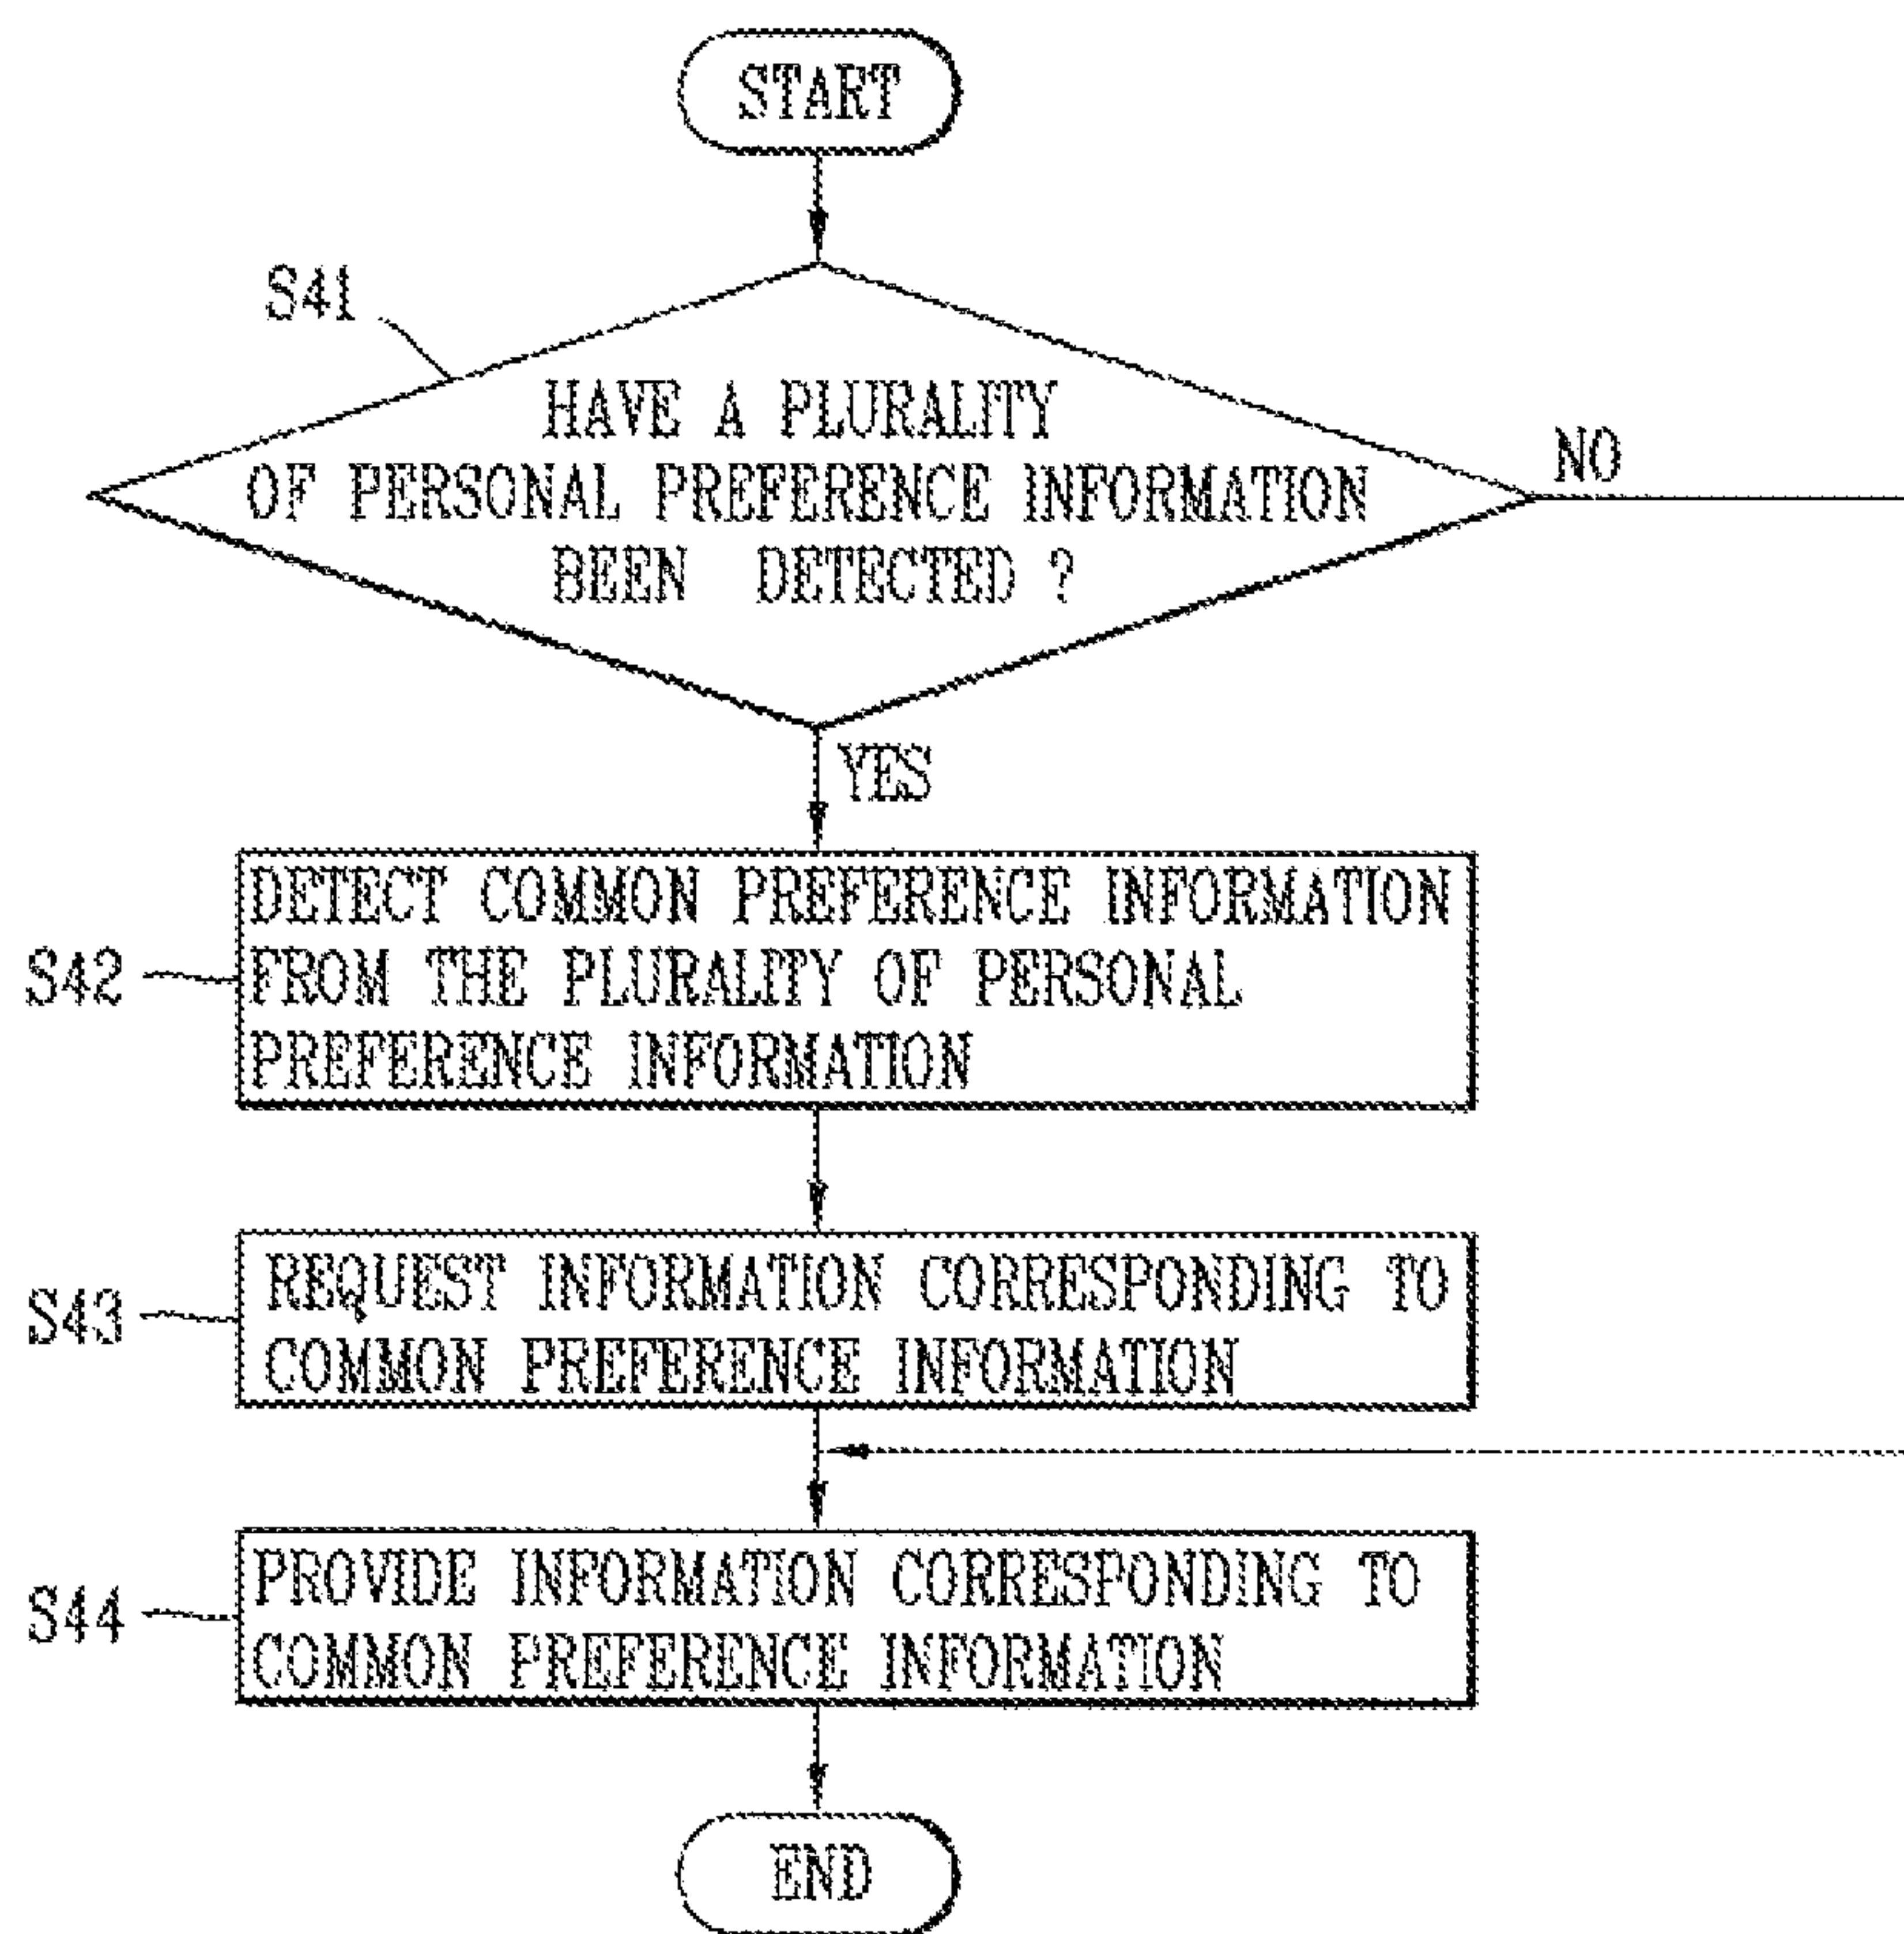 START
S41
HAVE A PLURALITY
OF PERSONAL PREFERENCE INFORMATION
BEEN DETECTED ?
NO
YES
S42
DETECT COMMON PREFERENCE INFORMATION
FROM THE PLURALITY OF PERSONAL
PREFERENCE INFORMATION
S43
REQUEST INFORMATION CORRESPONDING TO
COMMON PREFERENCE INFORMATION
S44
PROVIDE INFORMATION CORRESPONDING TO
COMMON PREFERENCE INFORMATION
END